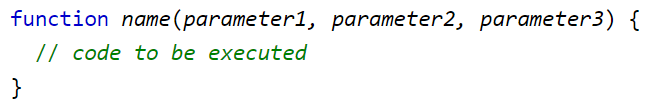 function name(parameter1, parameter2, parameter3) {
  // code to be executed
}